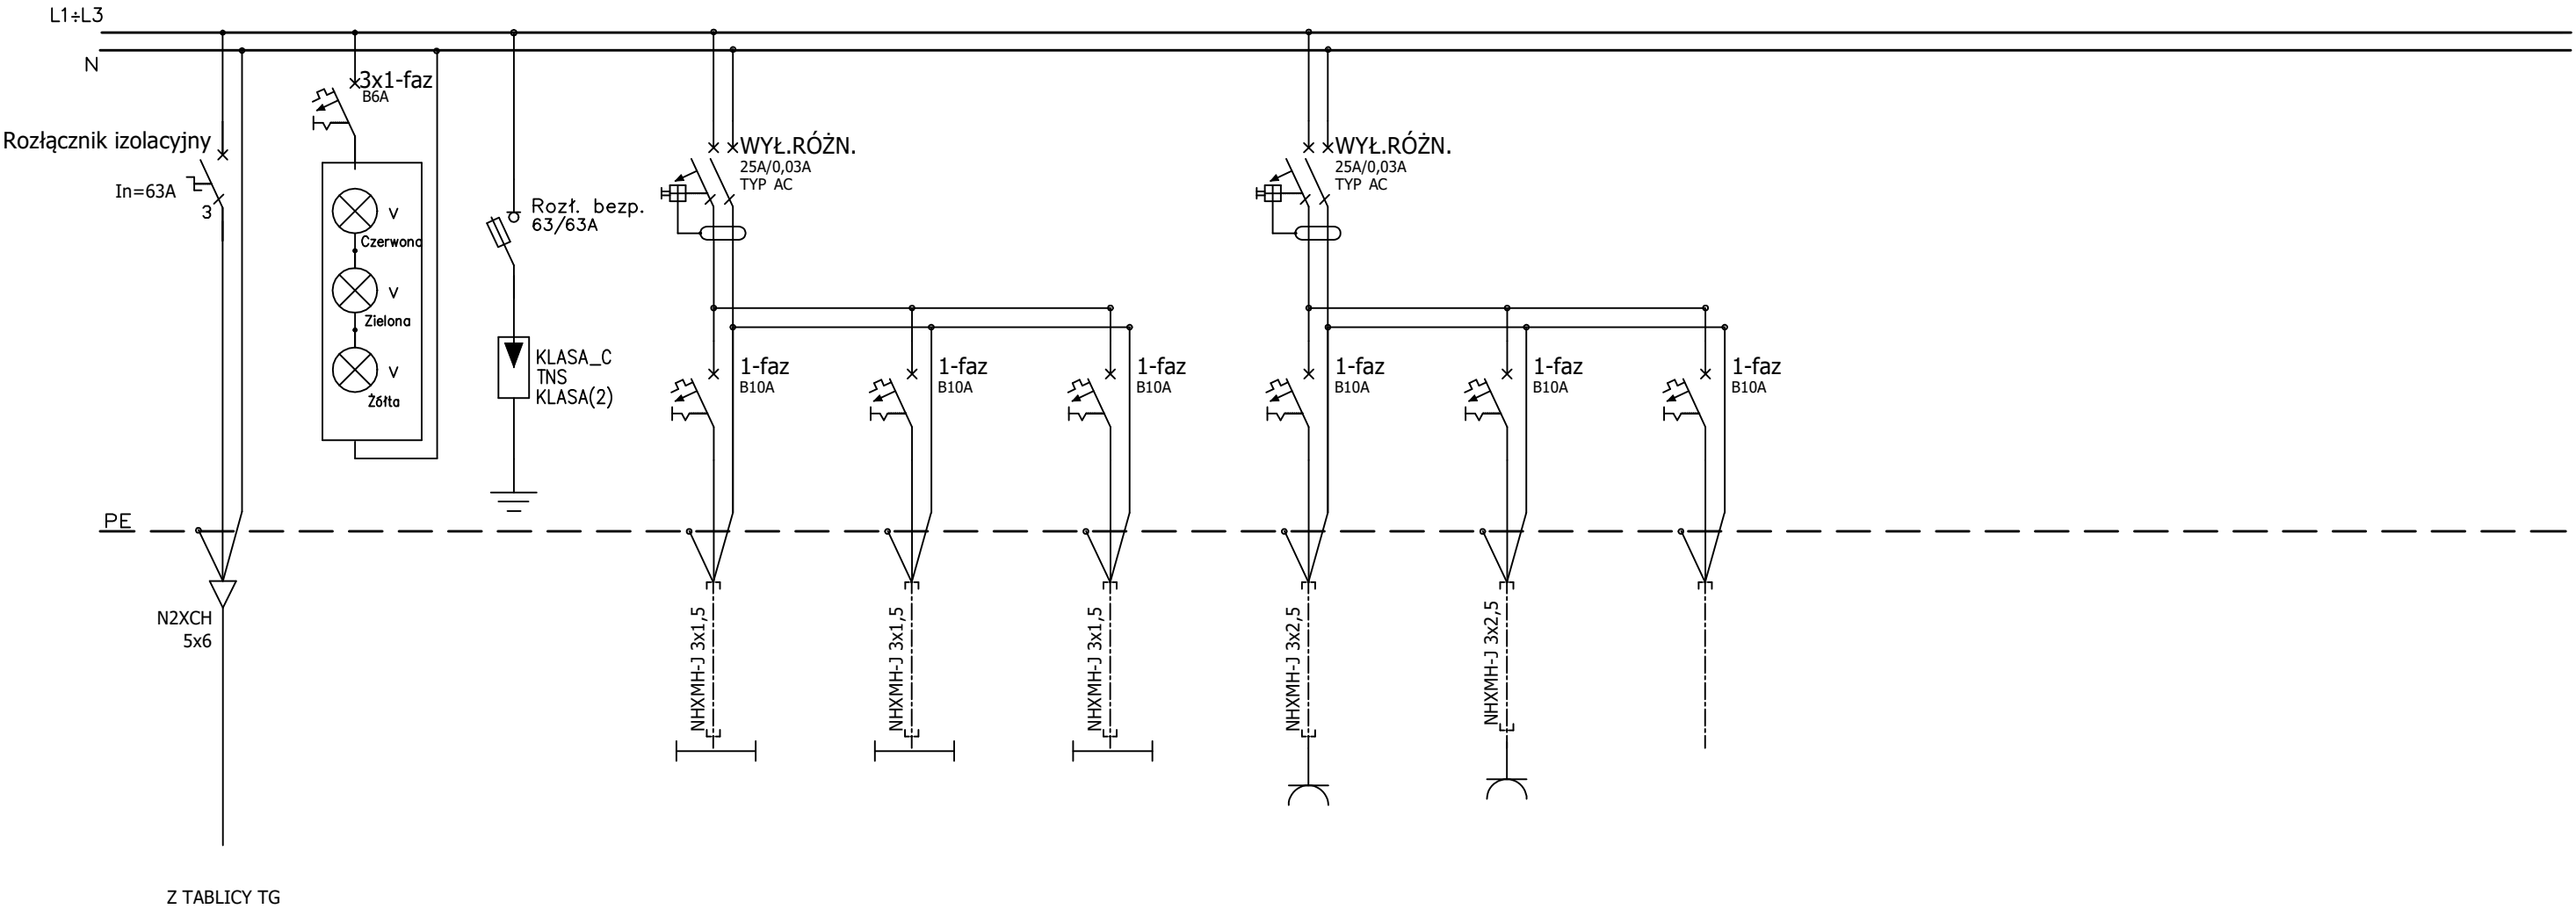 L1÷L3
N
Rozłącznik izolacyjny
In=63A
3
3x1-faz
B6A
V
Czerwona
V
Zielona
V
Żółta
Rozł. bezp.
63/63A
KLASA_C
TNS
KLASA(2)
WYŁ.RÓŻN.
25A/0,03A
TYP AC
WYŁ.RÓŻN.
25A/0,03A
TYP AC
1-faz
B10A
1-faz
B10A
1-faz
B10A
1-faz
B10A
1-faz
B10A
1-faz
B10A
PE
N2XCH
5x6
NHXMH-J 3x1,5
NHXMH-J 3x1,5
NHXMH-J 3x1,5
NHXMH-J 3x2,5
NHXMH-J 3x2,5
Z TABLICY TG